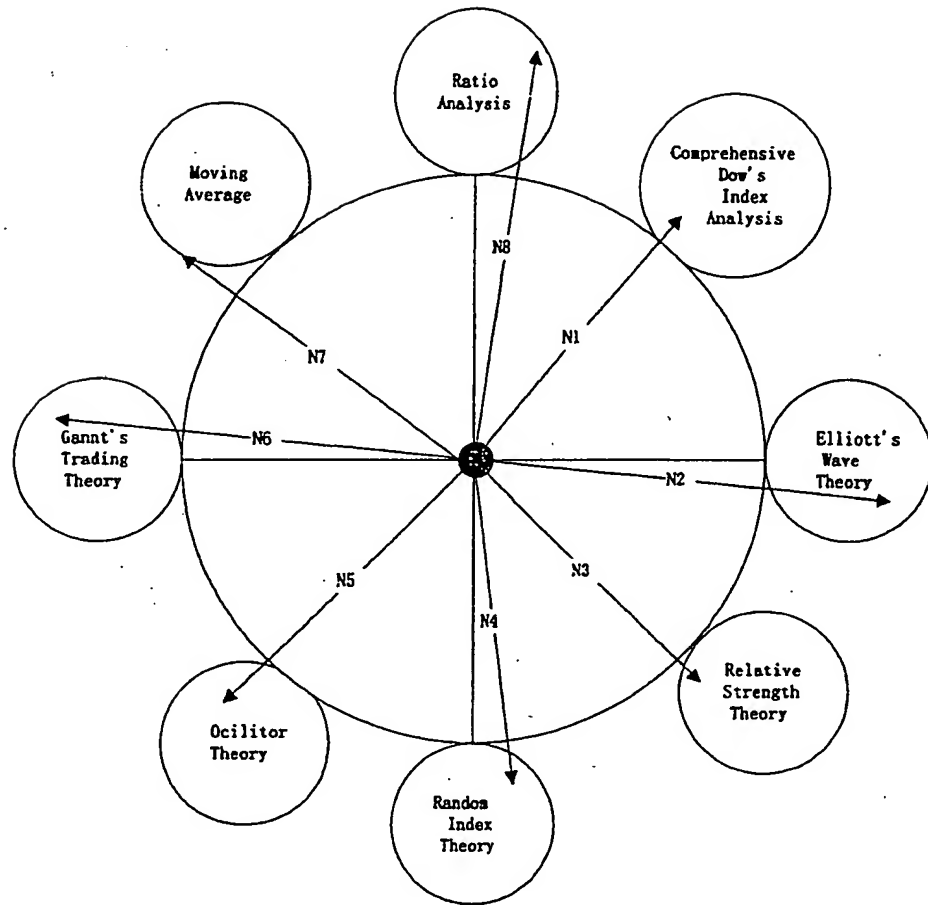 Ratio
Analysis
Comprehensive
Dow's
Index
Analysis
Moving
Average
N8
N1
N7
Gannt's
Trading
Theory
N6
Elliott's
Wave
Theory
N2
N5
N3
N4
Relative
Strength
Theory
Ocilitor
Theory
Random
Index
Theory